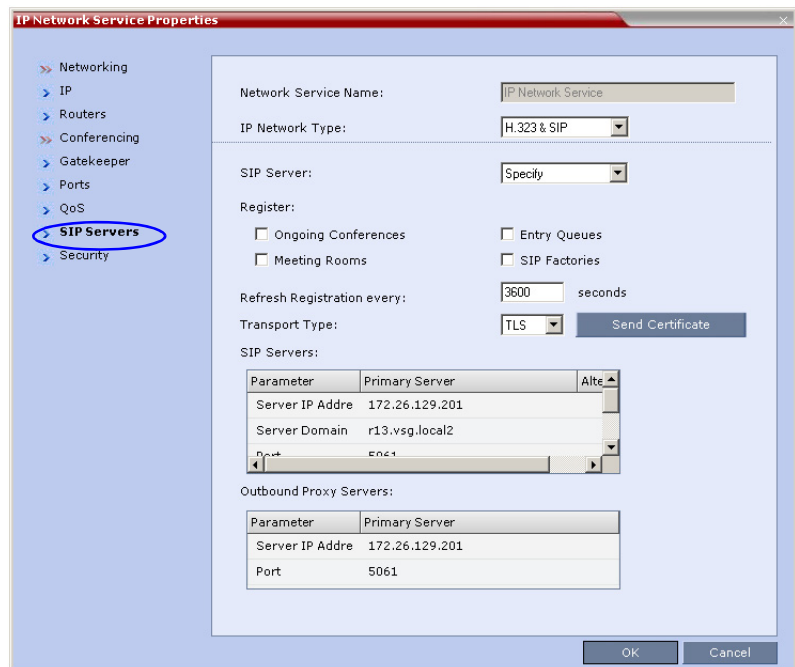 IP Network Service Properties
Networking
IP
Routers
Conferencing
Gatekeeper
Ports
QoS
SIP Servers
Security
Network Service Name: IP Network Service
IP Network Type: H.323 & SIP
SIP Server: Specify
Register:
Ongoing Conferences Entry Queues
Meeting Rooms SIP Factories
Refresh Registration every: 3600 seconds
Transport Type: TLS Send Certificate
SIP Servers:
Parameter Primary Server Alte
Server IP Addre 172.26.129.201
Server Domain r13.vsg.local2
Port 5061
Outbound Proxy Servers:
Parameter Primary Server
Server IP Addre 172.26.129.201
Port 5061
OK Cancel